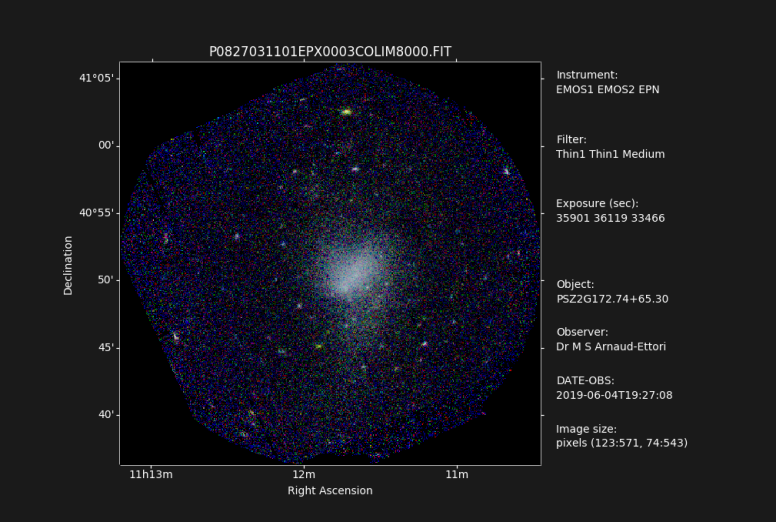 P0827031101EPX0003COLIM8000.FIT
41°05'
00'
40°55'
50'
45'
40'
Declination
11h13m
12m
11m
Right Ascension
Instrument:
EMOS1 EMOS2 EPN
Filter:
Thin1 Thin1 Medium
Exposure (sec):
35901 36119 33466
Object:
PSZ2G172.74+65.30
Observer:
Dr M S Arnaud-Ettori
DATE-OBS:
2019-06-04T19:27:08
Image size:
pixels (123:571, 74:543)